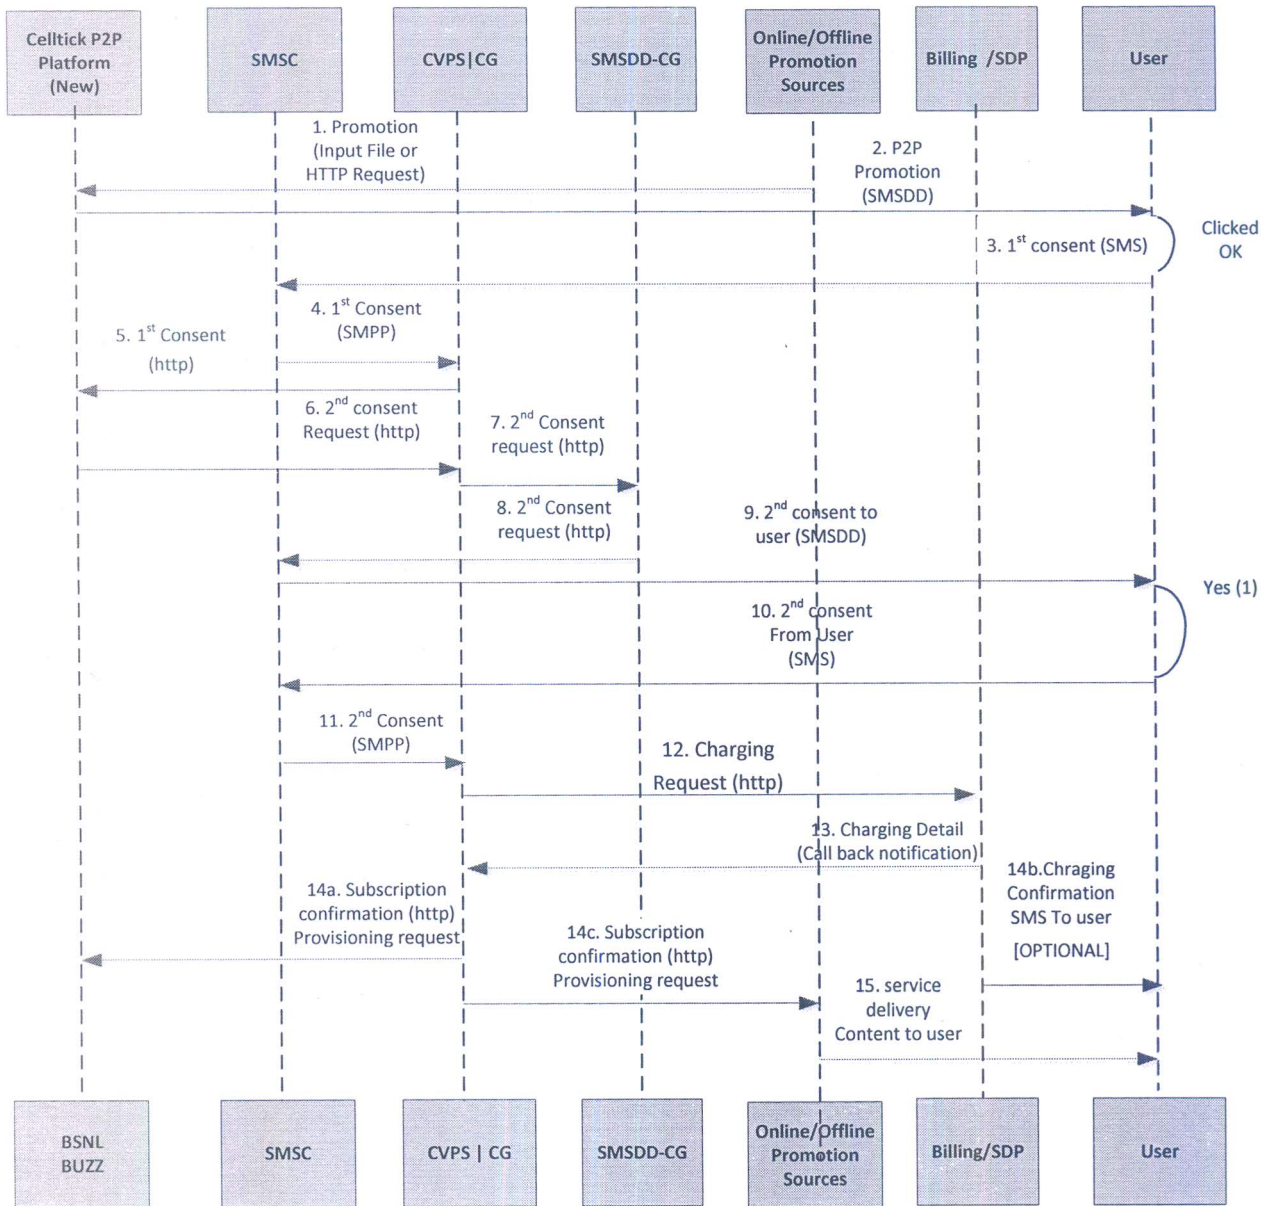 Celltick P2P
Platform
(New)
SMSC
CVPS|CG
SMSDD-CG
Online/Offline
Promotion
Sources
Billing /SDP
User
1. Promotion
(Input File or
HTTP Request)
2. P2P
Promotion
(SMSDD)
Clicked
OK
3. 1st consent (SMS)
4. 1st Consent
(SMPP)
5. 1st Consent
(http)
6. 2nd consent
Request (http)
7. 2nd Consent
request (http)
8. 2nd Consent
request (http)
9. 2nd consent to
user (SMSDD)
Yes (1)
10. 2nd consent
From User
(SMS)
11. 2nd Consent
(SMPP)
12. Charging
Request (http)
13. Charging Detail
(Call back notification)
14a. Subscription
confirmation (http)
Provisioning request
14b.Chraging
Confirmation
SMS To user
[OPTIONAL]
14c. Subscription
confirmation (http)
Provisioning request
15. service
delivery
Content to user
BSNL
BUZZ
SMSC
CVPS | CG
SMSDD-CG
Online/Offline
Promotion
Sources
Billing/SDP
User